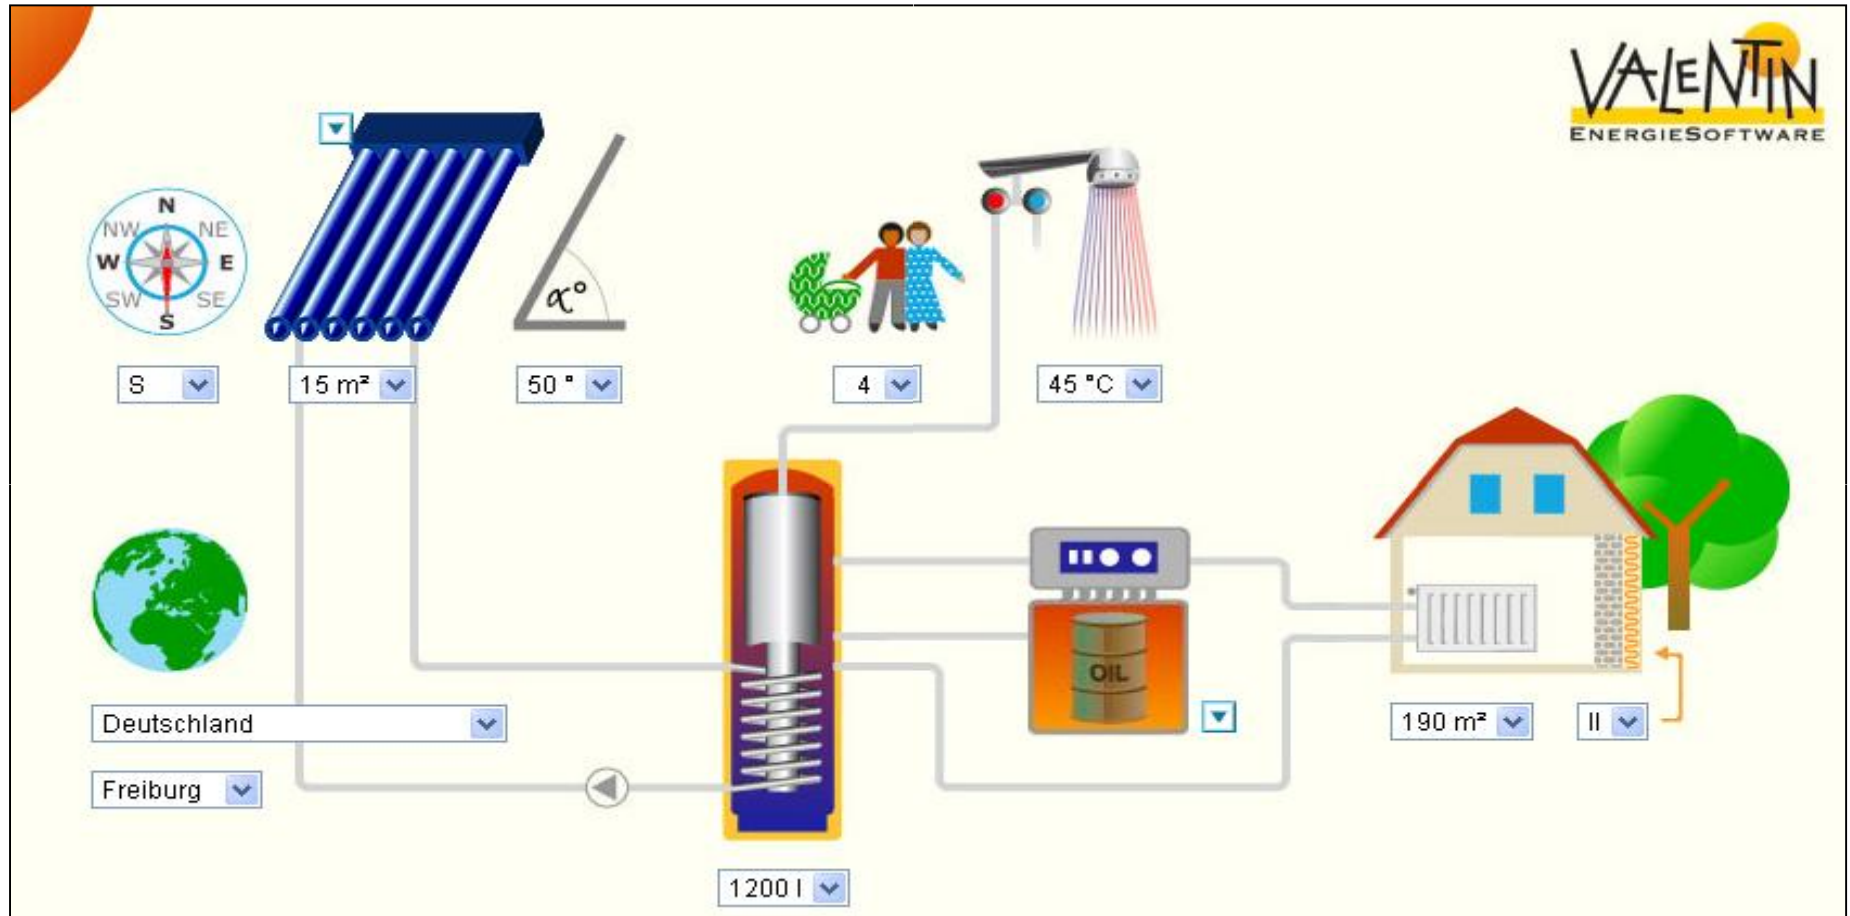 VALENTIN
ENERGIESOFTWARE
N
NW NE
W E
SW SE
S
α°
S
15 m²
50 °
4
45 °C
OIL
Deutschland
190 m²
II
Freiburg
1200 l